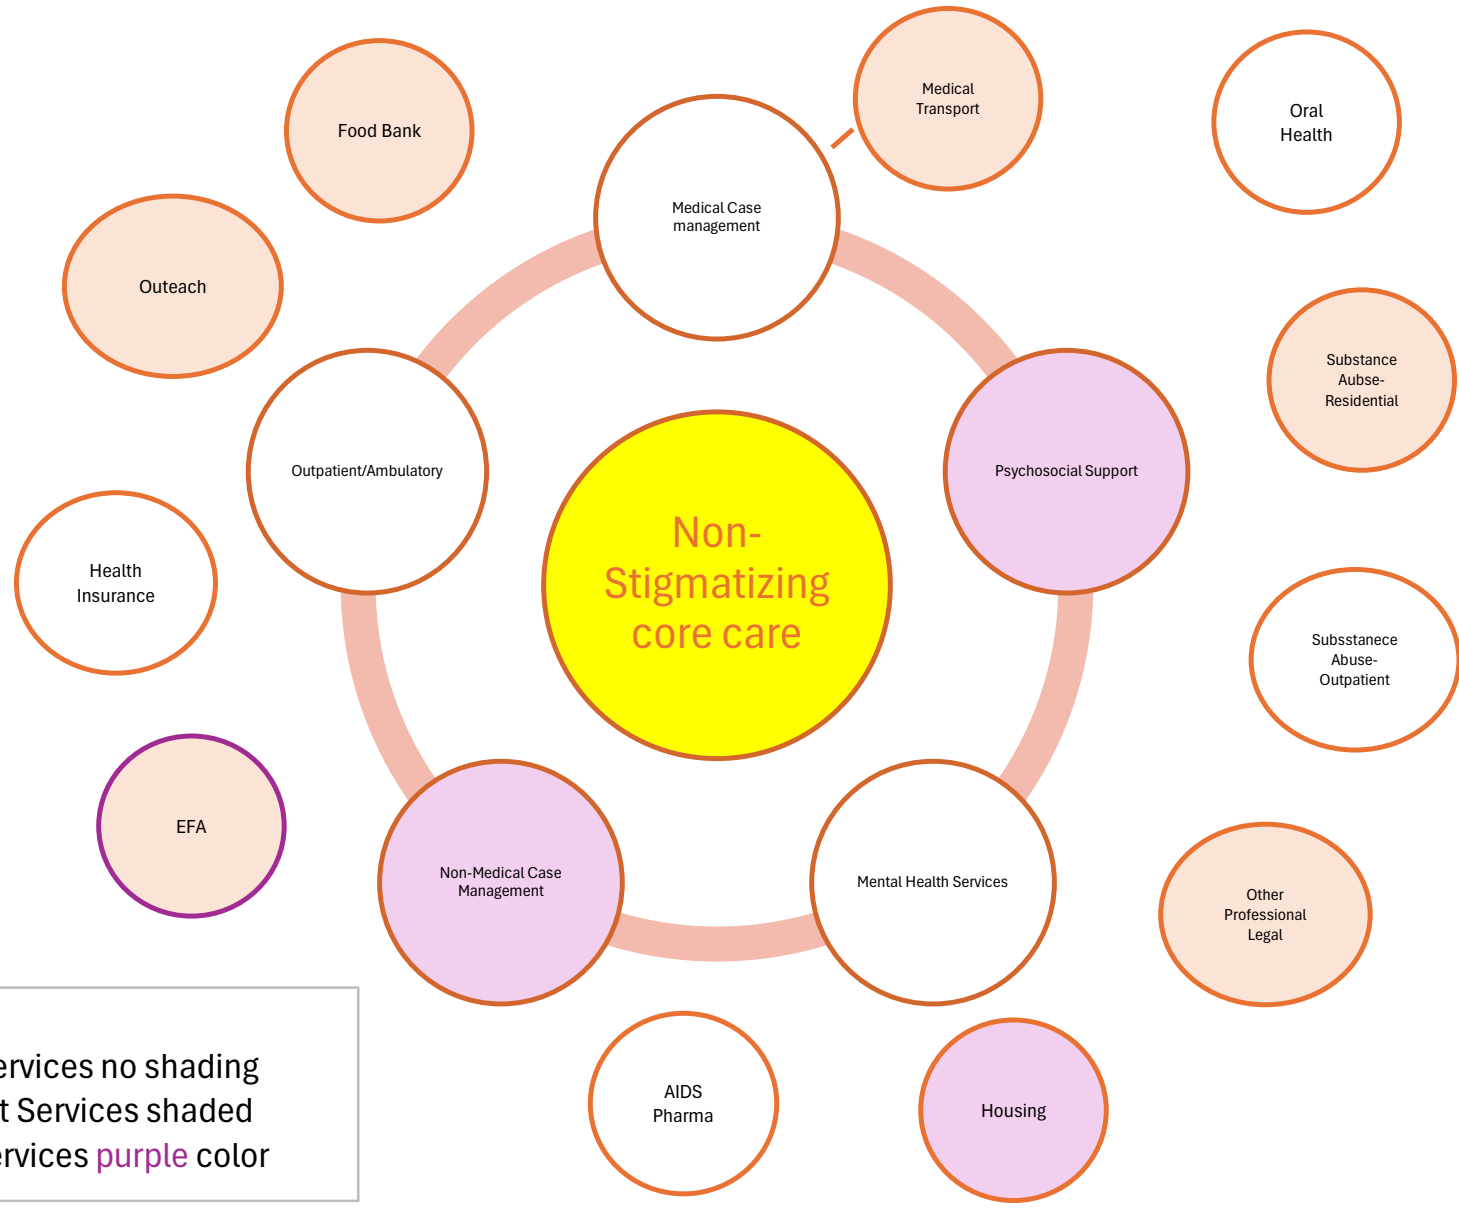 Medical
Transport
Oral
Health
Food Bank
Medical Case
management
Outeach
Substance
Aubse-
Residential
Outpatient/Ambulatory
Psychosocial Support
Non-
Stigmatizing
core care
Health
Insurance
Subsstanece
Abuse-
Outpatient
EFA
Non-Medical Case
Management
Mental Health Services
Other
Professional
Legal
AIDS
Pharma
Housing
ervices no shading
t Services shaded
ervices purple color